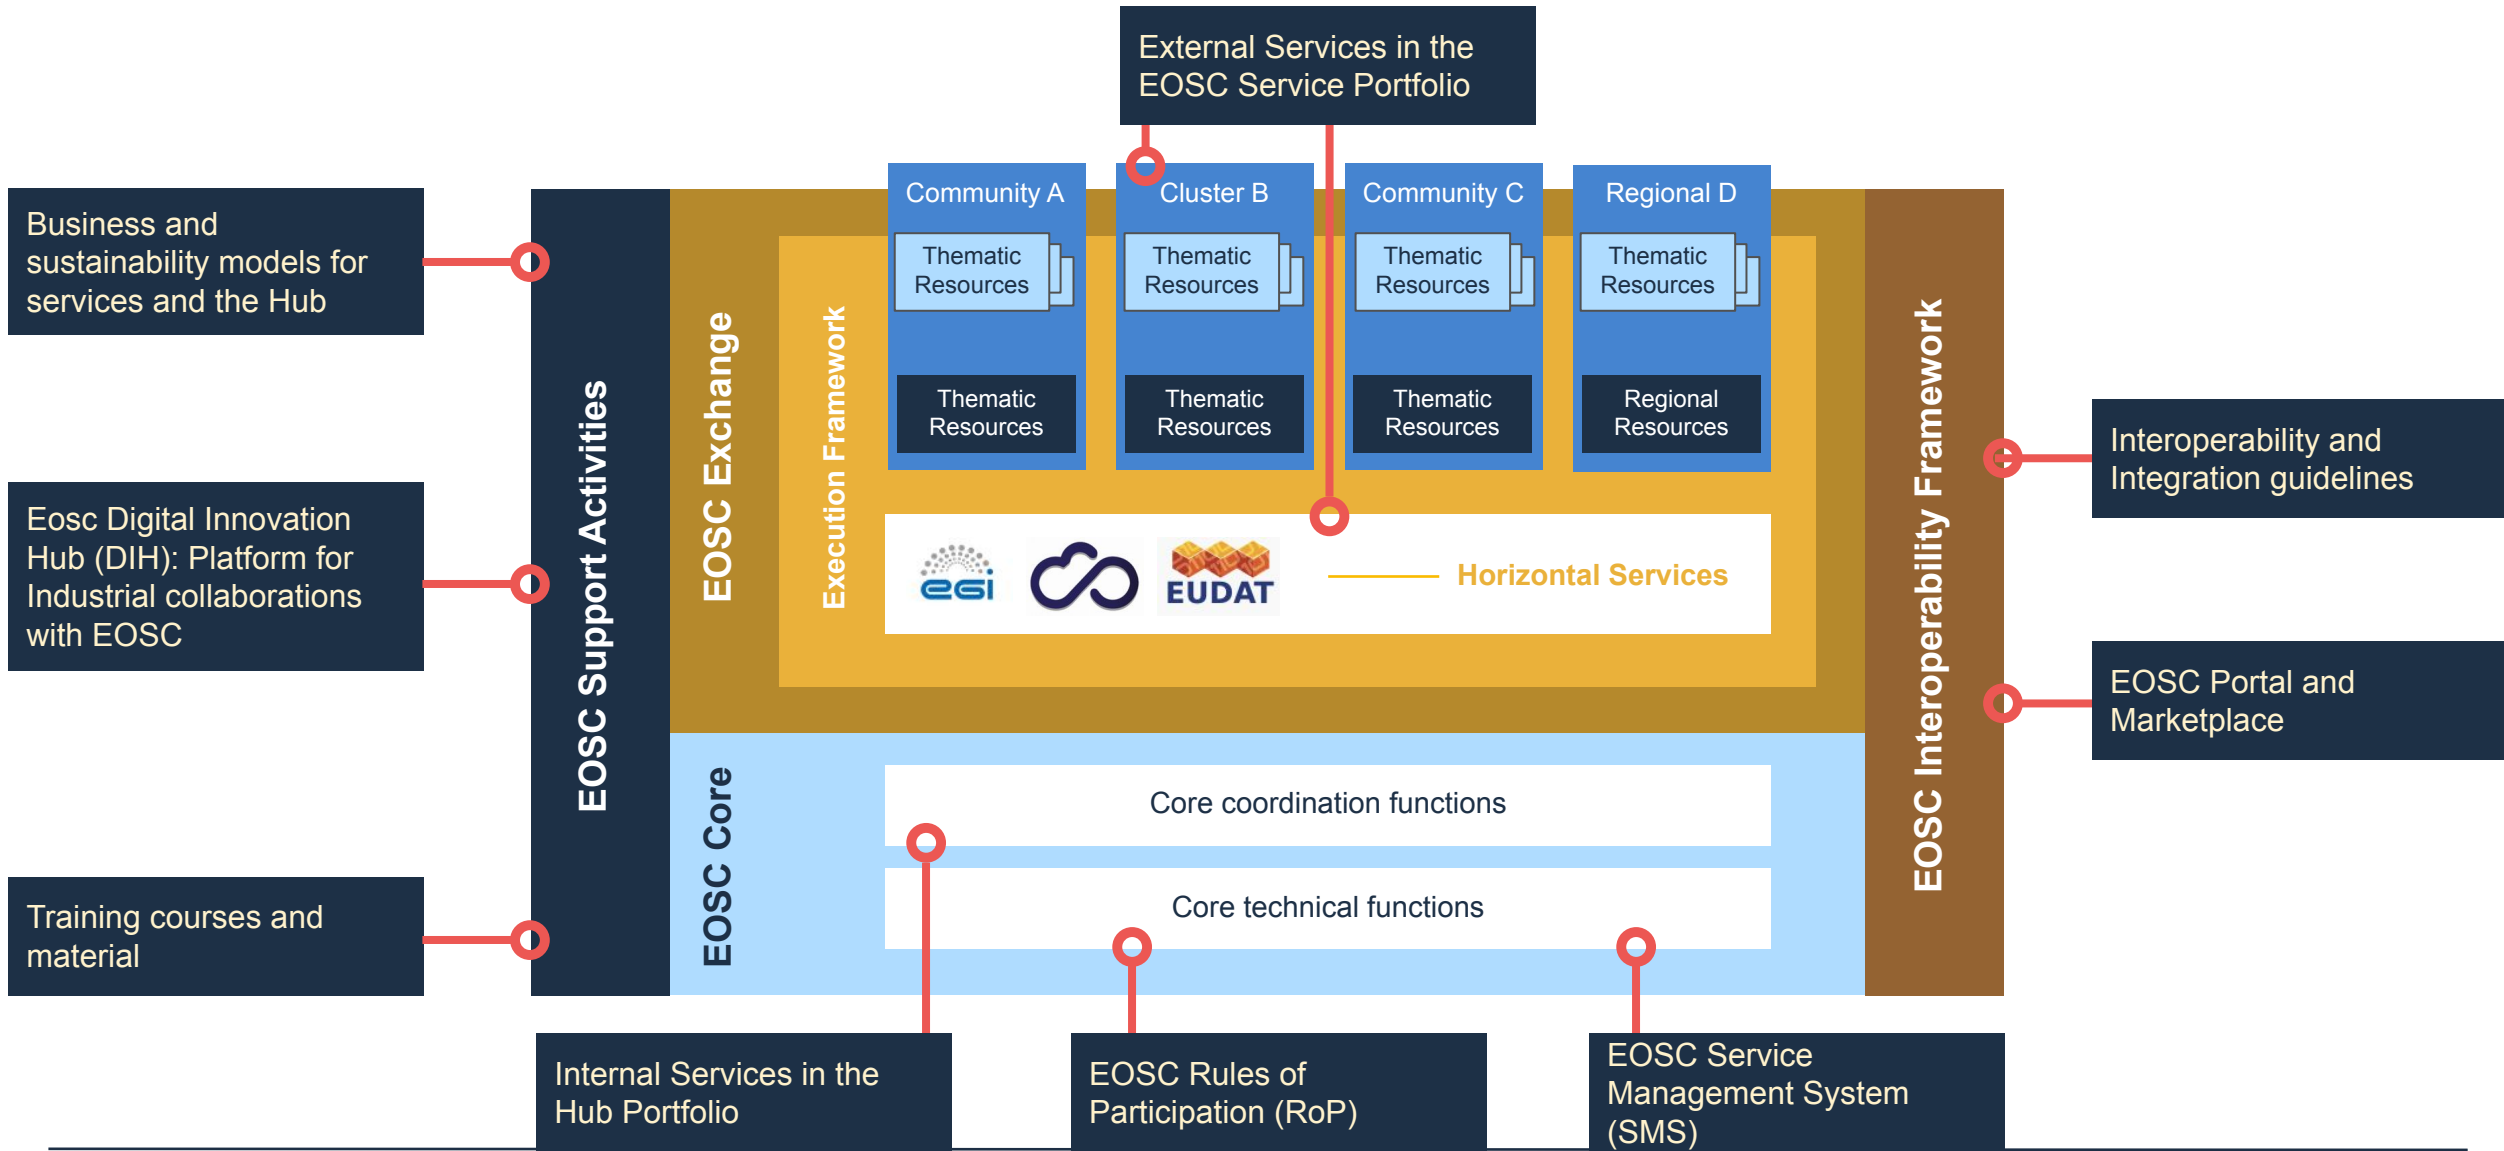 External Services in the
EOSC Service Portfolio
Business and
sustainability models for
services and the Hub
Eosc Digital Innovation
Hub (DIH): Platform for
Industrial collaborations
with EOSC
Training courses and
material
EOSC Support Activities
EOSC Exchange
Execution Framework
Community A
Thematic
Resources
Thematic
Resources
Cluster B
Thematic
Resources
Thematic
Resources
Community C
Thematic
Resources
Thematic
Resources
Regional D
Thematic
Resources
Regional
Resources
egi
EUDAT
Horizontal Services
EOSC Core
Core coordination functions
Core technical functions
EOSC Interoperability Framework
Interoperability and
Integration guidelines
EOSC Portal and
Marketplace
Internal Services in the
Hub Portfolio
EOSC Rules of
Participation (RoP)
EOSC Service
Management System
(SMS)